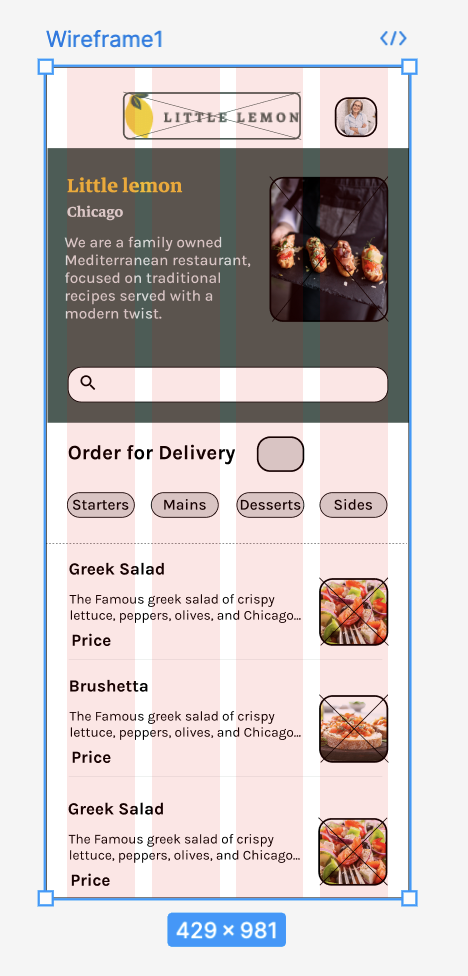 Wireframe1
</>
LITTLE LEMON
Little lemon
Chicago
We are a family owned
Mediterranean restaurant,
focused on traditional
recipes served with a
modern twist.
Order for Delivery
Starters Mains Desserts Sides
Greek Salad
The Famous greek salad of crispy
lettuce, peppers, olives, and Chicago...
Price
Brushetta
The Famous greek salad of crispy
lettuce, peppers, olives, and Chicago...
Price
Greek Salad
The Famous greek salad of crispy
lettuce, peppers, olives, and Chicago...
Price
429 × 981